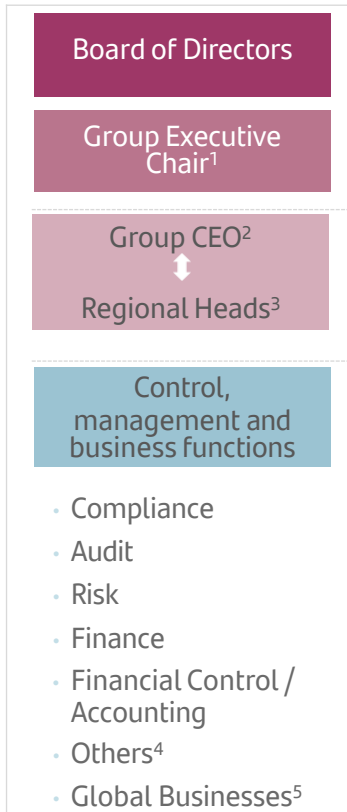 Board of Directors
Group Executive
Chair¹
Group CEO²
Regional Heads³
Control,
management and
business functions
• Compliance
• Audit
• Risk
• Finance
• Financial Control /
Accounting
• Others⁴
• Global Businesses⁵